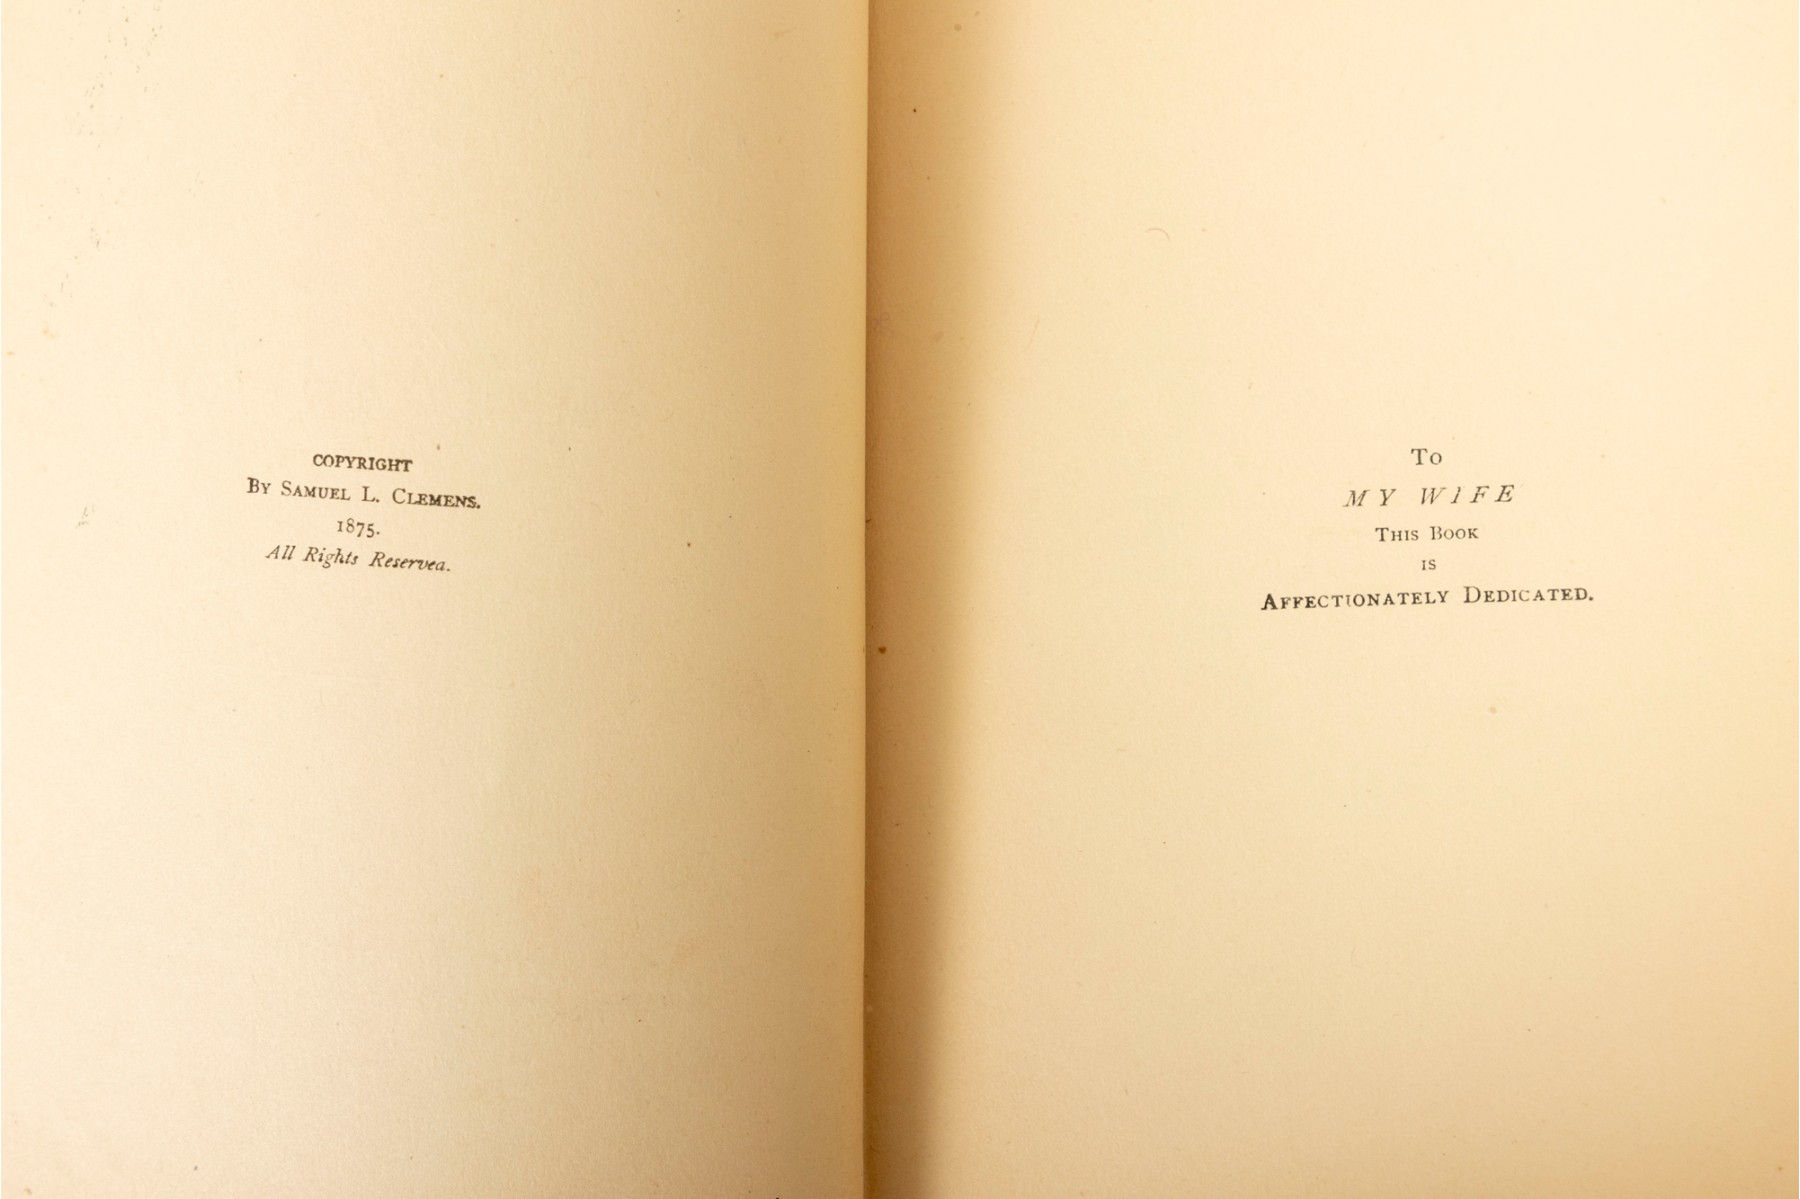 COPYRIGHT
BY SAMUEL L. CLEMENS.
1875.
All Rights Reservea.
TO
MY WIFE
THIS BOOK
IS
AFFECTIONATELY DEDICATED.